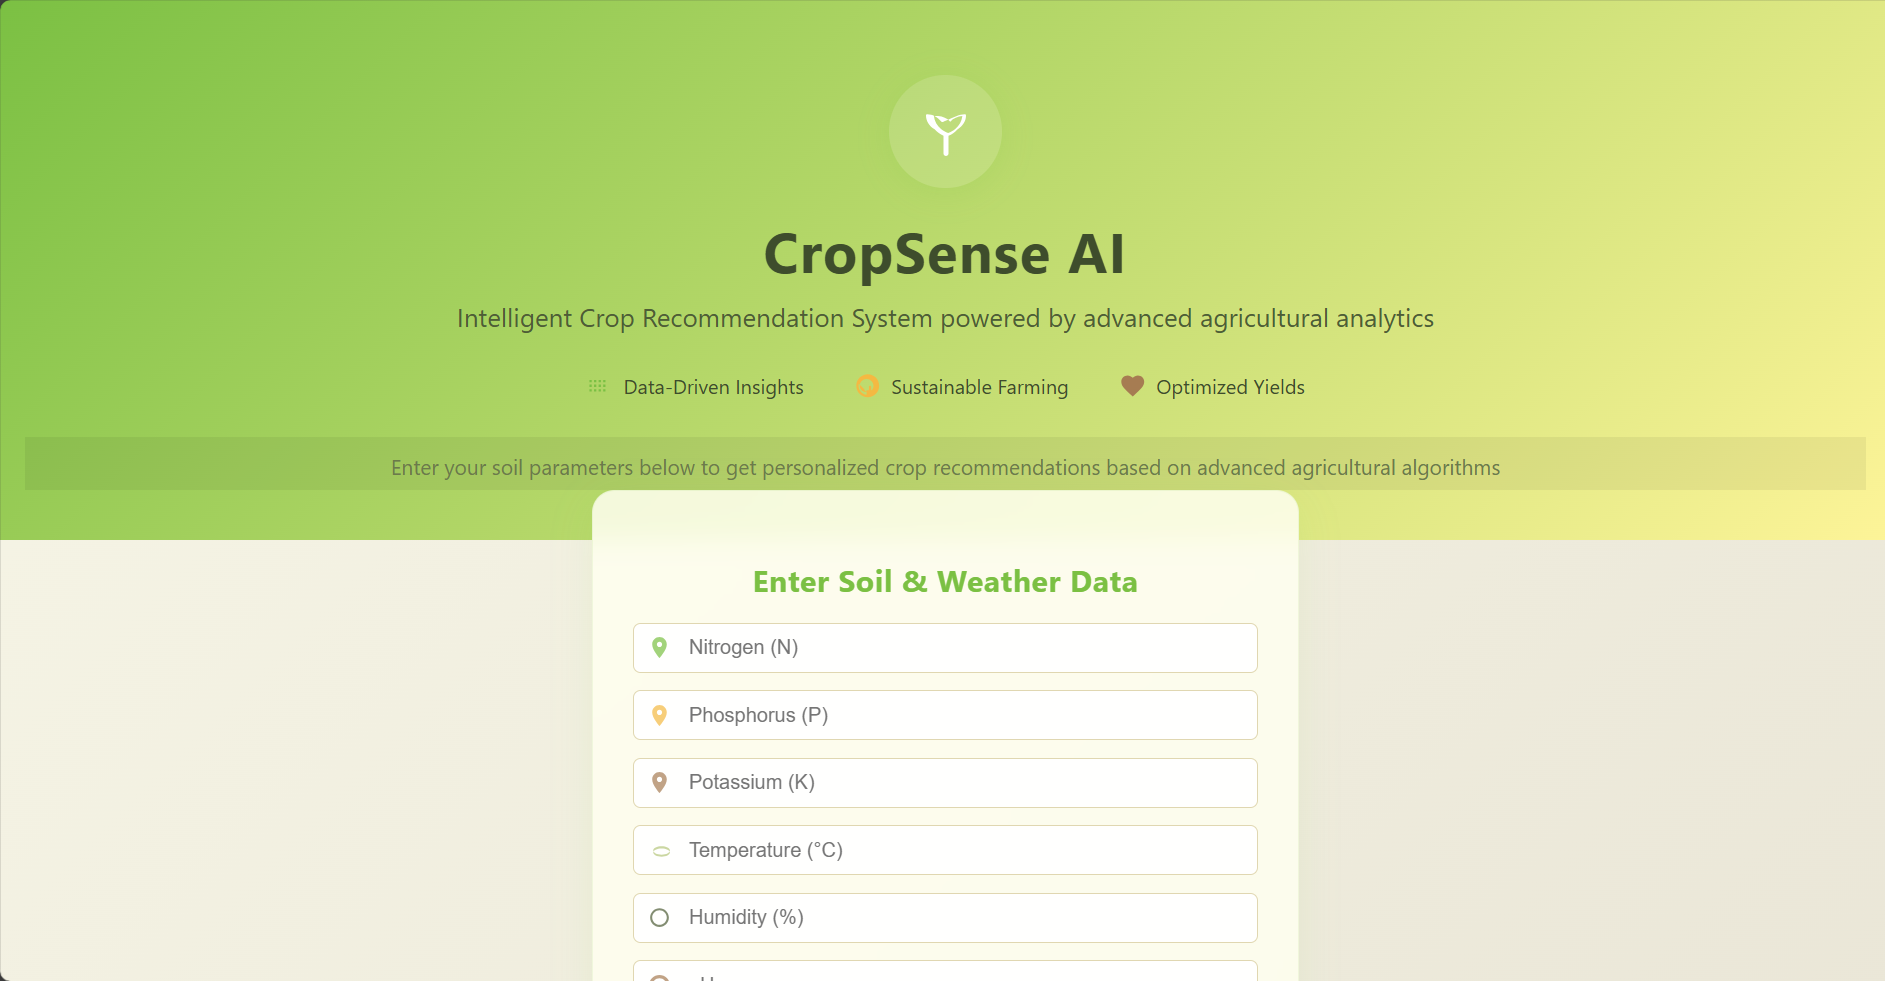 CropSense AI
Intelligent Crop Recommendation System powered by advanced agricultural analytics
Data-Driven Insights
Sustainable Farming
Optimized Yields
Enter your soil parameters below to get personalized crop recommendations based on advanced agricultural algorithms
Enter Soil & Weather Data
Nitrogen (N)
Phosphorus (P)
Potassium (K)
Temperature (°C)
Humidity (%)